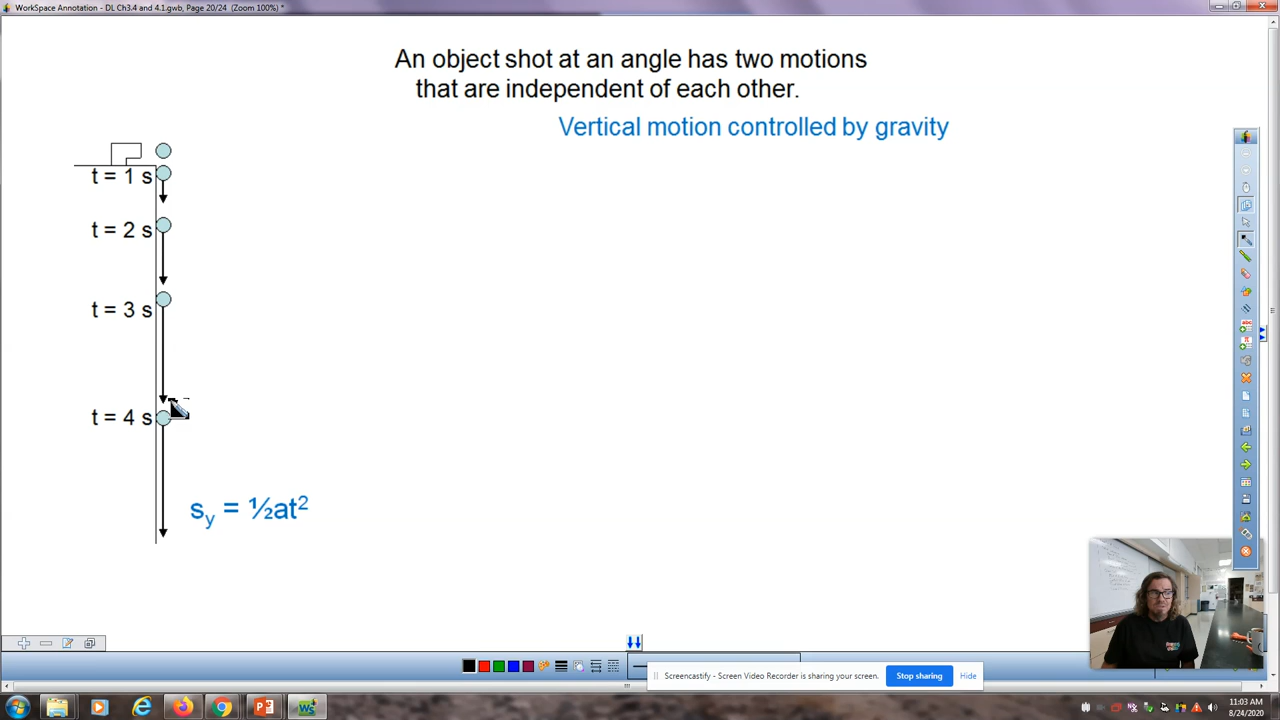 WorkSpace Annotation - DL Ch3.4 and 4.1.gwb, Page 20/24 (Zoom 100%) *
An object shot at an angle has two motions
that are independent of each other.
Vertical motion controlled by gravity
t = 1 s
t = 2 s
t = 3 s
t = 4 s
sy = ½at²
Screencastify - Screen Video Recorder is sharing your screen.
Stop sharing
Hide
11:03 AM
8/24/2020